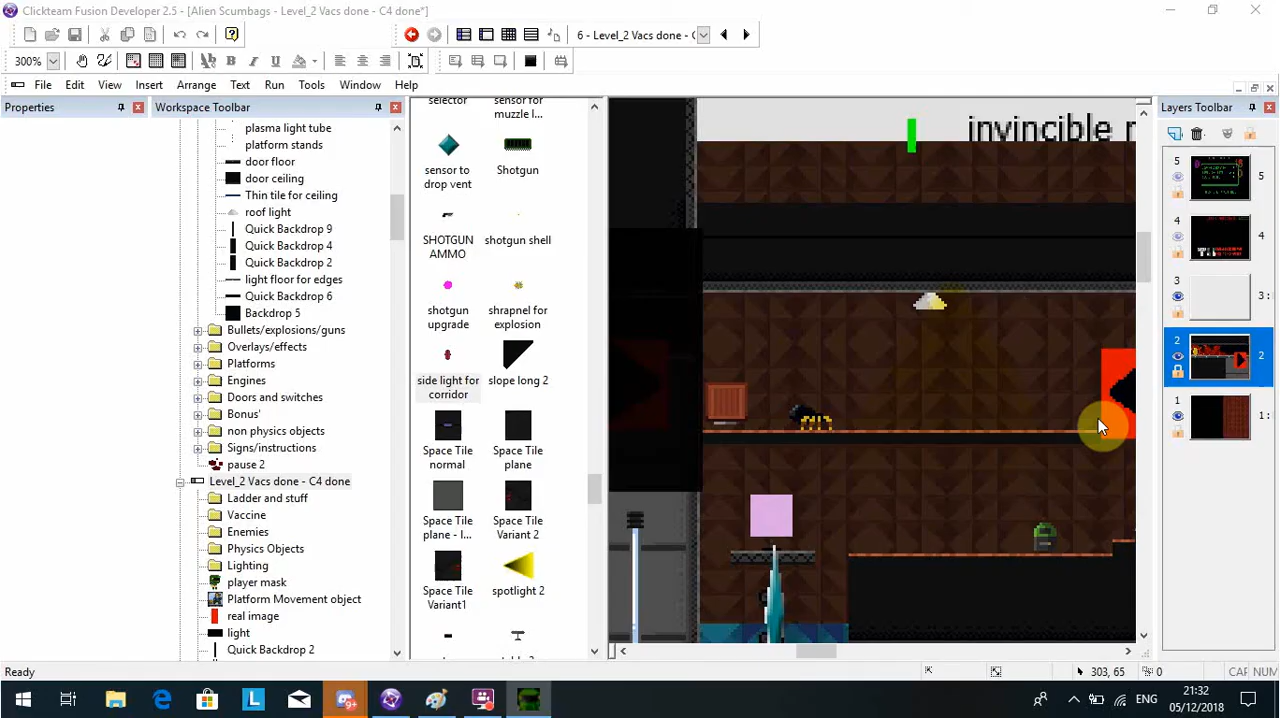 Clickteam Fusion Developer 2.5 - [Alien Scumbags - Level_2 Vacs done - C4 done*]
6 - Level_2 Vacs done - C
300%
File Edit View Insert Arrange Text Run Tools Window Help
Properties
Workspace Toolbar
Layers Toolbar
plasma light tube
platform stands
door floor
door ceiling
Thin tile for ceiling
roof light
Quick Backdrop 9
Quick Backdrop 4
Quick Backdrop 2
light floor for edges
Quick Backdrop 6
Backdrop 5
Bullets/explosions/guns
Overlays/effects
Platforms
Engines
Doors and switches
Bonus'
non physics objects
Signs/instructions
pause 2
Level_2 Vacs done - C4 done
Ladder and stuff
Vaccine
Enemies
Physics Objects
Lighting
player mask
Platform Movement object
real image
light
Quick Backdrop 2
selector
sensor for
muzzle l...
sensor to
drop vent
Shotgun
SHOTGUN
AMMO
shotgun shell
shotgun
upgrade
shrapnel for
explosion
side light for
corridor
slope long 2
Space Tile
normal
Space Tile
plane
Space Tile
plane - l...
Space Tile
Variant 2
Space Tile
Variant1
spotlight 2
invincible
5
5
4
4
3
3:
2
2
1
1:
Ready
303, 65
0
CAP
NUM
ENG
21:32
05/12/2018